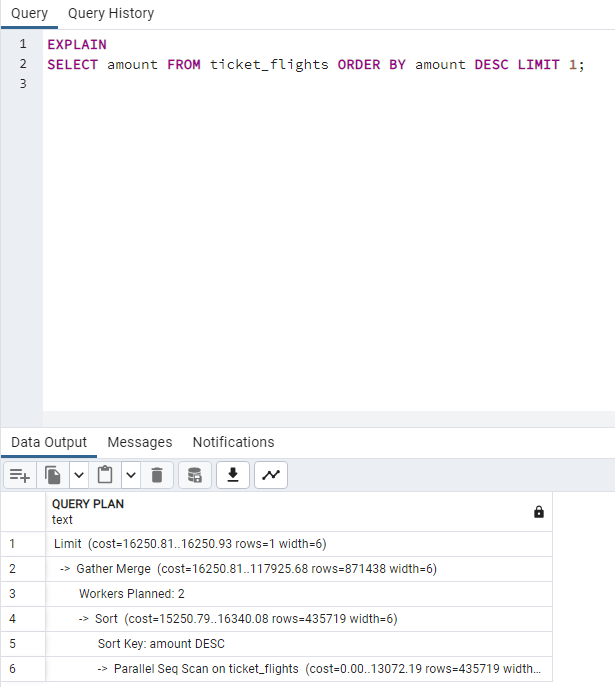 Query Query History
1 EXPLAIN
2 SELECT amount FROM ticket_flights ORDER BY amount DESC LIMIT 1;
3
Data Output Messages Notifications
QUERY PLAN
text
1 Limit (cost=16250.81..16250.93 rows=1 width=6)
2 -> Gather Merge (cost=16250.81..117925.68 rows=871438 width=6)
3 Workers Planned: 2
4 -> Sort (cost=15250.79..16340.08 rows=435719 width=6)
5 Sort Key: amount DESC
6 -> Parallel Seq Scan on ticket_flights (cost=0.00..13072.19 rows=435719 width...